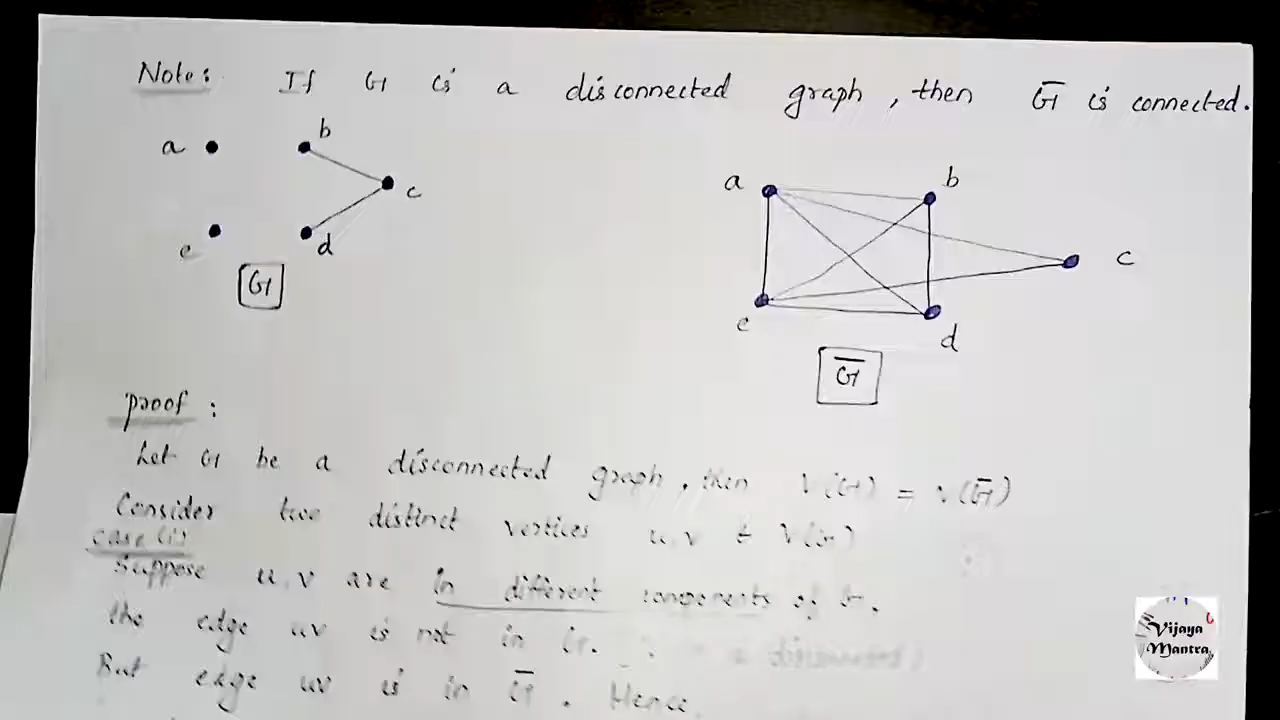 Note: If G is a disconnected graph, then G̅ is connected.
a b
c
e d
G
a b
c
e d
G̅
proof:
Let G be a disconnected graph, then V(G) = V(G̅)
Consider two distinct vertices u, v ∈ V(G)
case(i)
Suppose u, v are in different components of G.
the edge uv is not in G. disconnected)
But edge uv is in G̅. Hence
Vijaya
Mantra